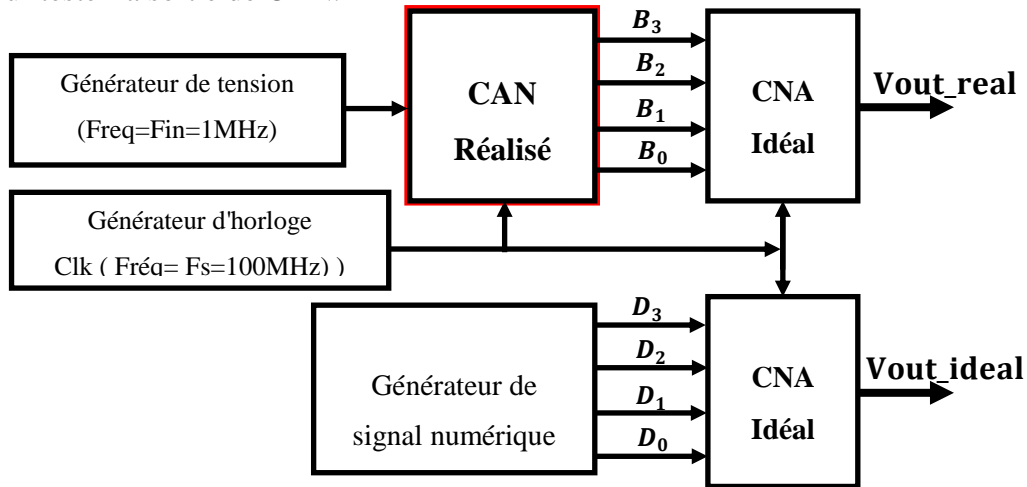 B₃
Générateur de tension
(Freq=Fin=1MHz)
CAN
Réalisé
B₂
B₁
B₀
CNA
Idéal
Vout_real
Générateur d'horloge
Clk ( Fréq= Fs=100MHz) )
D₃
D₂
D₁
D₀
Générateur de
signal numérique
CNA
Idéal
Vout_ideal